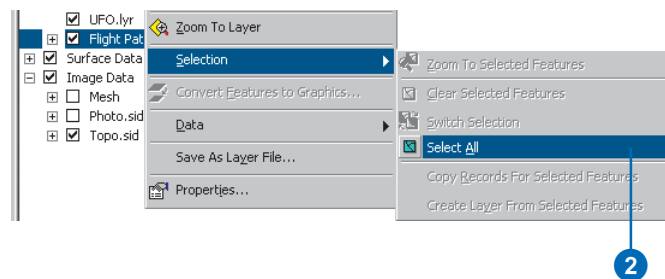 UFO.lyr
Flight Pat
Surface Data
Image Data
Mesh
Photo.sid
Topo.sid
Zoom To Layer
Selection
Convert Features to Graphics...
Data
Save As Layer File...
Properties...
Zoom To Selected Features
Clear Selected Features
Switch Selection
Select All
Copy Records For Selected Features
Create Layer From Selected Features
2